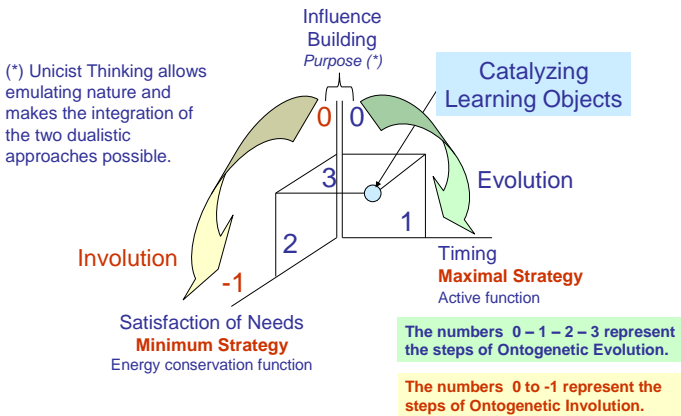 Influence
Building
Purpose (*)
(*) Unicist Thinking allows
emulating nature and
makes the integration of
the two dualistic
approaches possible.
Catalyzing
Learning Objects
0 0
3
Evolution
2
1
Involution
-1
Timing
Maximal Strategy
Active function
Satisfaction of Needs
Minimum Strategy
Energy conservation function
The numbers 0 – 1 – 2 – 3 represent
the steps of Ontogenetic Evolution.
The numbers 0 to -1 represent the
steps of Ontogenetic Involution.